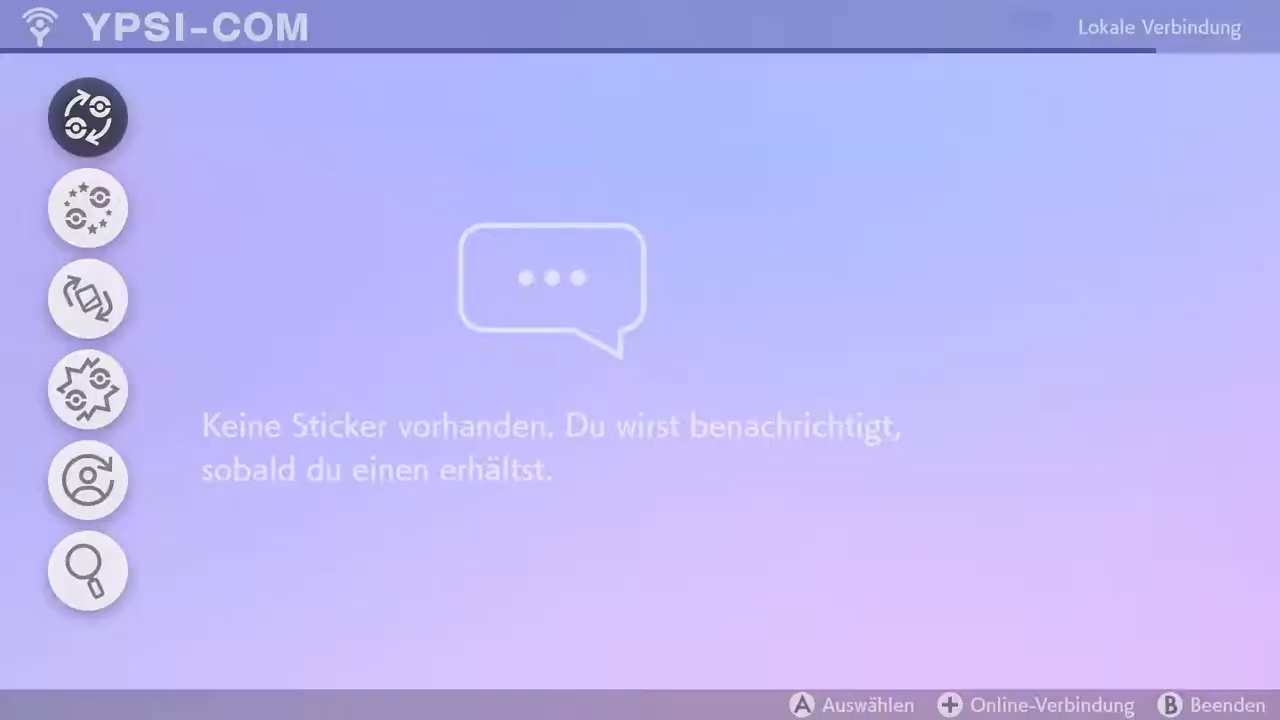 YPSI-COM
Lokale Verbindung
Keine Sticker vorhanden. Du wirst benachrichtigt,
sobald du einen erhältst.
A Auswählen + Online-Verbindung B Beenden